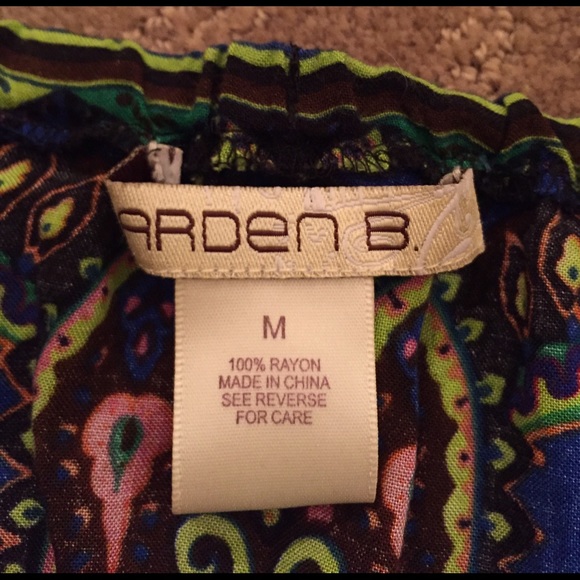 ARDen B.
M
100% RAYON
MADE IN CHINA
SEE REVERSE
FOR CARE